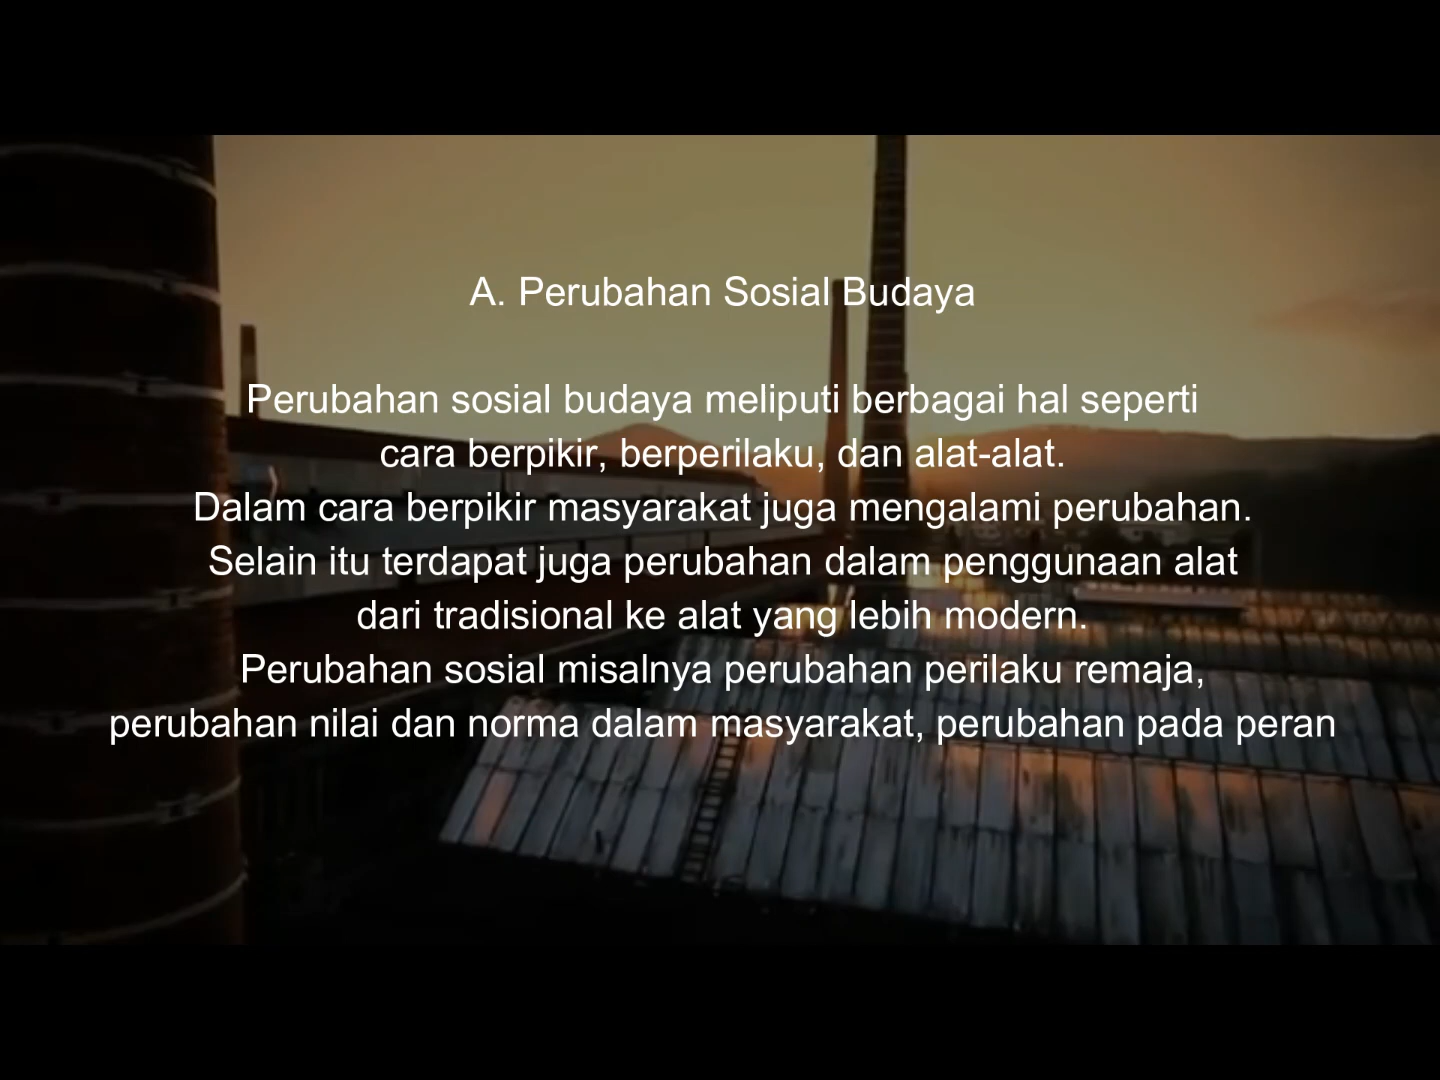 A. Perubahan Sosial Budaya
Perubahan sosial budaya meliputi berbagai hal seperti
cara berpikir, berperilaku, dan alat-alat.
Dalam cara berpikir masyarakat juga mengalami perubahan.
Selain itu terdapat juga perubahan dalam penggunaan alat
dari tradisional ke alat yang lebih modern.
Perubahan sosial misalnya perubahan perilaku remaja,
perubahan nilai dan norma dalam masyarakat, perubahan pada peran